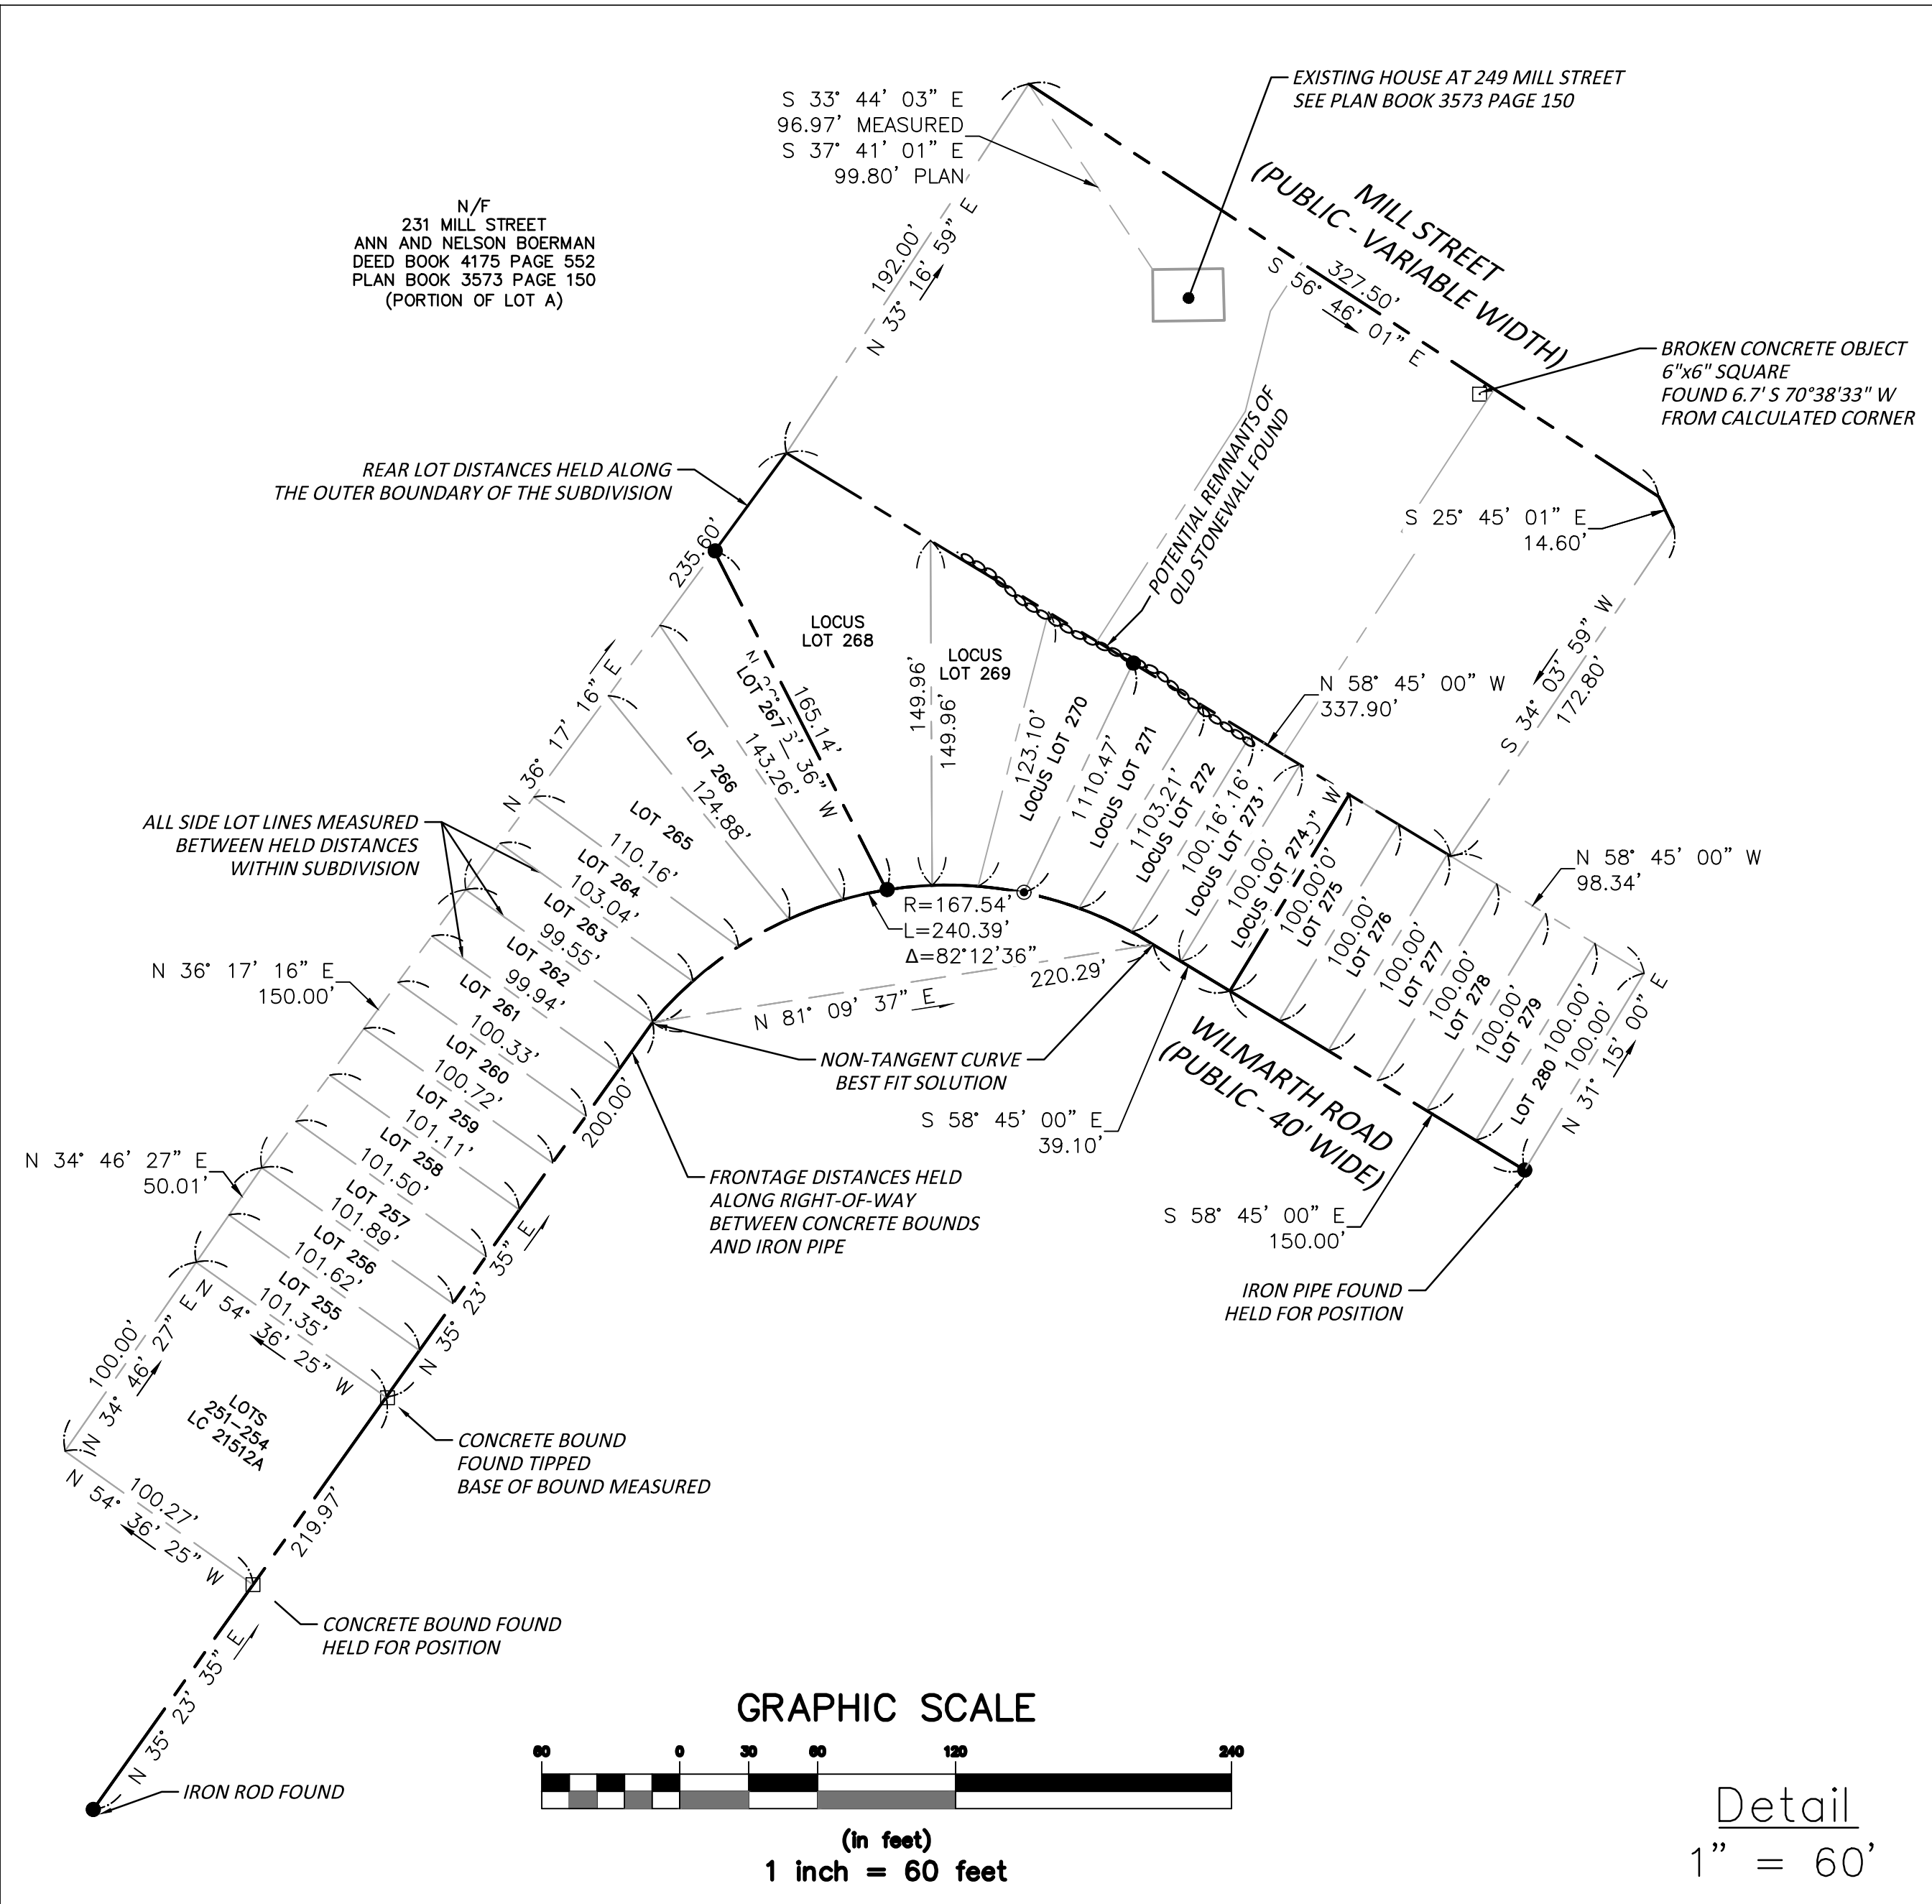 EXISTING HOUSE AT 249 MILL STREET
SEE PLAN BOOK 3573 PAGE 150
S 33° 44' 03" E
96.97' MEASURED
S 37° 41' 01" E
99.80' PLAN
MILL STREET
(PUBLIC - VARIABLE WIDTH)
N/F
231 MILL STREET
ANN AND NELSON BOERMAN
DEED BOOK 4175 PAGE 552
PLAN BOOK 3573 PAGE 150
(PORTION OF LOT A)
192.00'
N 33° 16' 59" E
327.50'
S 56° 46' 01" E
BROKEN CONCRETE OBJECT
6"x6" SQUARE
FOUND 6.7' S 70°38'33" W
FROM CALCULATED CORNER
REAR LOT DISTANCES HELD ALONG
THE OUTER BOUNDARY OF THE SUBDIVISION
POTENTIAL REMNANTS OF
OLD STONEWALL FOUND
S 25° 45' 01" E
14.60'
235.60'
N 36° 17' 16" E
S 34° 03' 59" W
172.80'
N 58° 45' 00" W
337.90'
LOCUS
LOT 268
LOCUS
LOT 269
149.96'
149.96'
LOT 267
36" W
165.14'
143.26'
LOT 266
124.88'
LOT 265
110.16'
LOT 264
103.04'
LOT 263
99.55'
LOT 262
99.94'
LOT 261
100.33'
LOT 260
100.72'
LOT 259
101.11'
LOT 258
101.50'
LOT 257
101.89'
LOT 256
101.62'
LOT 255
101.35'
123.10'
LOCUS LOT 270
110.47'
LOCUS LOT 271
103.21'
LOCUS LOT 272
100.16'
LOCUS LOT 273
100.00'
LOCUS LOT 274
W
100.00'
LOT 275
100.00'
LOT 276
100.00'
LOT 277
100.00'
LOT 278
100.00'
LOT 279
100.00'
LOT 280
100.00'
N 31° 15' 00" E
N 58° 45' 00" W
98.34'
ALL SIDE LOT LINES MEASURED
BETWEEN HELD DISTANCES
WITHIN SUBDIVISION
R=167.54'
L=240.39'
Δ=82°12'36"
N 81° 09' 37" E
220.29'
N 36° 17' 16" E
150.00'
NON-TANGENT CURVE
BEST FIT SOLUTION
WILMARTH ROAD
(PUBLIC - 40' WIDE)
S 58° 45' 00" E
39.10'
200.00'
N 35° 23' 35" E
N 34° 46' 27" E
50.01'
FRONTAGE DISTANCES HELD
ALONG RIGHT-OF-WAY
BETWEEN CONCRETE BOUNDS
AND IRON PIPE
S 58° 45' 00" E
150.00'
IRON PIPE FOUND
HELD FOR POSITION
N 54° 36' 25" W
100.00'
N 34° 46' 27" E
LOTS
251-254
LC 21512A
CONCRETE BOUND
FOUND TIPPED
BASE OF BOUND MEASURED
100.27'
N 54° 36' 25" W
219.97'
N 35° 23' 35" E
CONCRETE BOUND FOUND
HELD FOR POSITION
IRON ROD FOUND
GRAPHIC SCALE
60 0 30 60 120 240
(in feet)
1 inch = 60 feet
Detail
1" = 60'